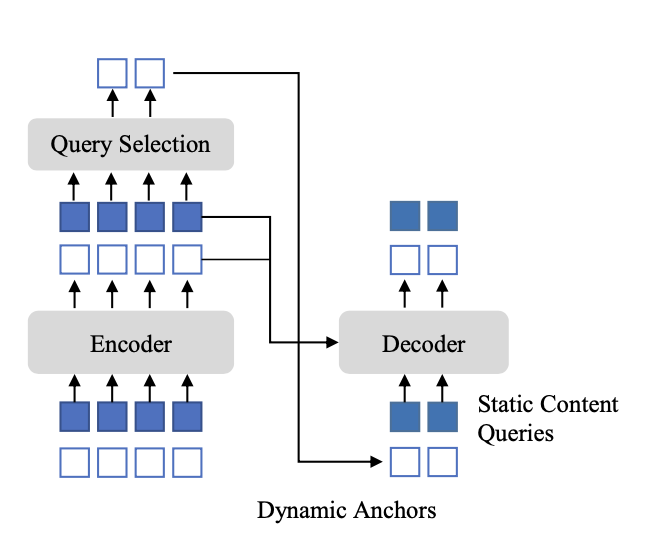 Query Selection
Encoder
Decoder
Static Content
Queries
Dynamic Anchors